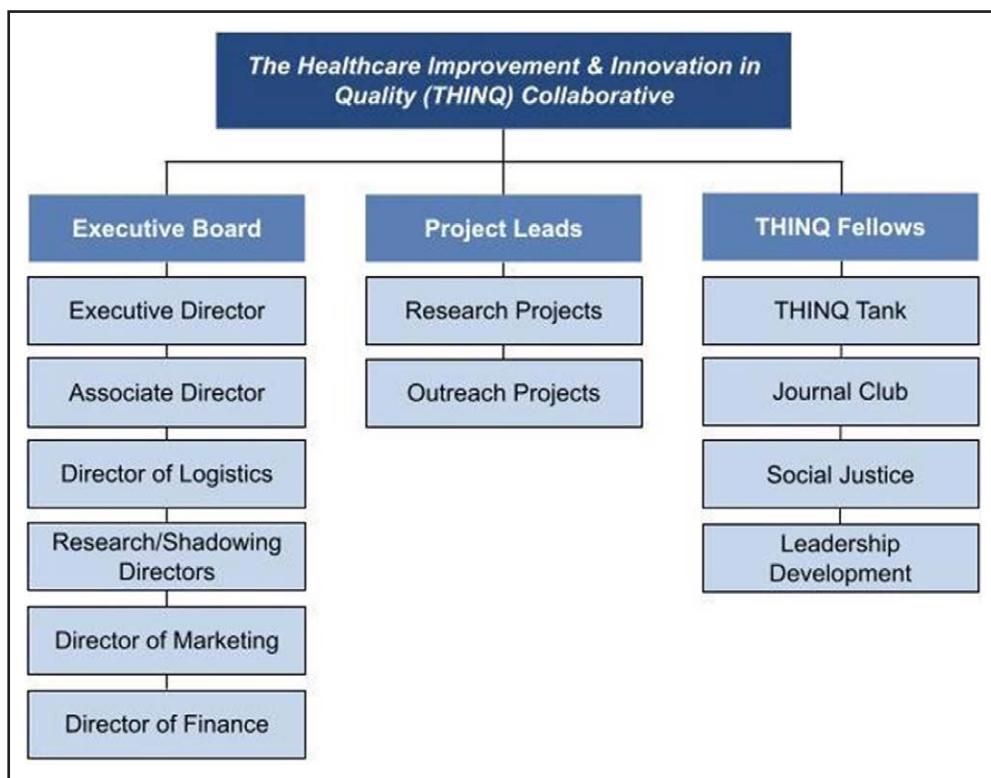 The Healthcare Improvement & Innovation in
Quality (THINQ) Collaborative
Executive Board
Executive Director
Associate Director
Director of Logistics
Research/Shadowing
Directors
Director of Marketing
Director of Finance
Project Leads
Research Projects
Outreach Projects
THINQ Fellows
THINQ Tank
Journal Club
Social Justice
Leadership
Development